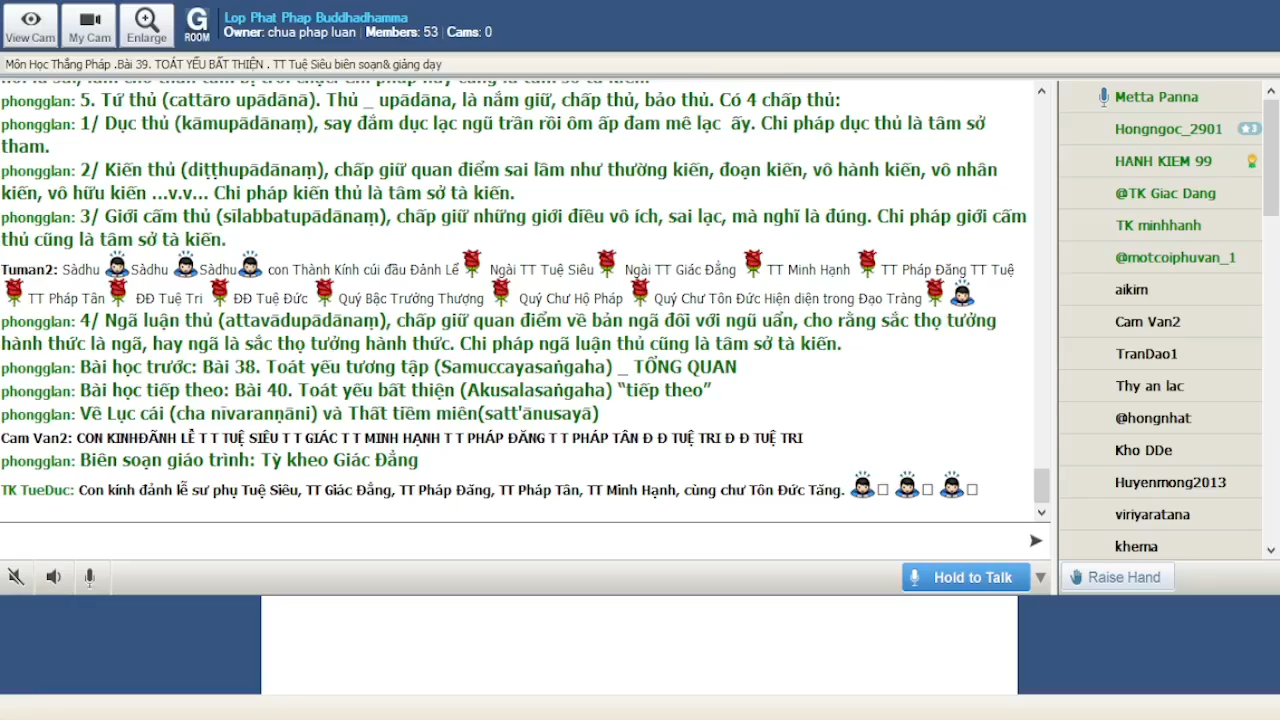 View Cam
My Cam
Enlarge
G
ROOM
Lop Phat Phap Buddhadhamma
Owner: chua phap luan | Members: 53 | Cams: 0
Môn Học Thắng Pháp .Bài 39. TOÁT YẾU BẤT THIỆN . TT Tuệ Siêu biên soạn& giảng dạy
phongglan: 5. Tứ thủ (cattāro upādānā). Thủ _ upādāna, là nắm giữ, chấp thủ, bảo thủ. Có 4 chấp thủ:
phongglan: 1/ Dục thủ (kāmupādānaṃ), say đắm dục lạc ngũ trần rồi ôm ấp đam mê lạc ấy. Chi pháp dục thủ là tâm sở
tham.
phongglan: 2/ Kiến thủ (diṭṭhupādānaṃ), chấp giữ quan điểm sai lầm như thường kiến, đoạn kiến, vô hành kiến, vô nhân
kiến, vô hữu kiến ...v.v... Chi pháp kiến thủ là tâm sở tà kiến.
phongglan: 3/ Giới cấm thủ (sīlabbatupādānaṃ), chấp giữ những giới điều vô ích, sai lạc, mà nghĩ là đúng. Chi pháp giới cấm
thủ cũng là tâm sở tà kiến.
Tuman2: Sàdhu Sàdhu Sàdhu con Thành Kính cúi đầu Đảnh Lể Ngài TT Tuệ Siêu Ngài TT Giác Đẳng TT Minh Hạnh TT Pháp Đăng TT Tuệ
TT Pháp Tân ĐĐ Tuệ Tri ĐĐ Tuệ Đức Quý Bậc Trưởng Thượng Quý Chư Hộ Pháp Quý Chư Tôn Đức Hiện diện trong Đạo Tràng
phongglan: 4/ Ngã luận thủ (attavādupādānaṃ), chấp giữ quan điểm về bản ngã đối với ngũ uẩn, cho rằng sắc thọ tưởng
hành thức là ngã, hay ngã là sắc thọ tưởng hành thức. Chi pháp ngã luận thủ cũng là tâm sở tà kiến.
phongglan: Bài học trước: Bài 38. Toát yếu tương tập (Samuccayasaṅgaha) _ TỔNG QUAN
phongglan: Bài học tiếp theo: Bài 40. Toát yếu bất thiện (Akusalasaṅgaha) “tiếp theo”
phongglan: Về Lục cái (cha nīvaraṇṇāni) và Thất tiềm miên(satt'ānusayā)
Cam Van2: CON KINHĐÃNH LỄ T T TUỆ SIÊU T T GIÁC T T MINH HẠNH T T PHÁP ĐĂNG T T PHÁP TÂN Đ Đ TUỆ TRI Đ Đ TUỆ TRI
phongglan: Biên soạn giáo trình: Tỳ kheo Giác Đẳng
TK TueDuc: Con kính đảnh lễ sư phụ Tuệ Siêu, TT Giác Đẳng, TT Pháp Đăng, TT Pháp Tân, TT Minh Hạnh, cùng chư Tôn Đức Tăng.
Hold to Talk
Metta Panna
Hongngoc_2901
3
HANH KIEM 99
@TK Giac Dang
TK minhhanh
@motcoiphuvan_1
aikim
Cam Van2
TranDao1
Thy an lac
@hongnhat
Kho DDe
Huyenmong2013
viriyaratana
khema
Raise Hand